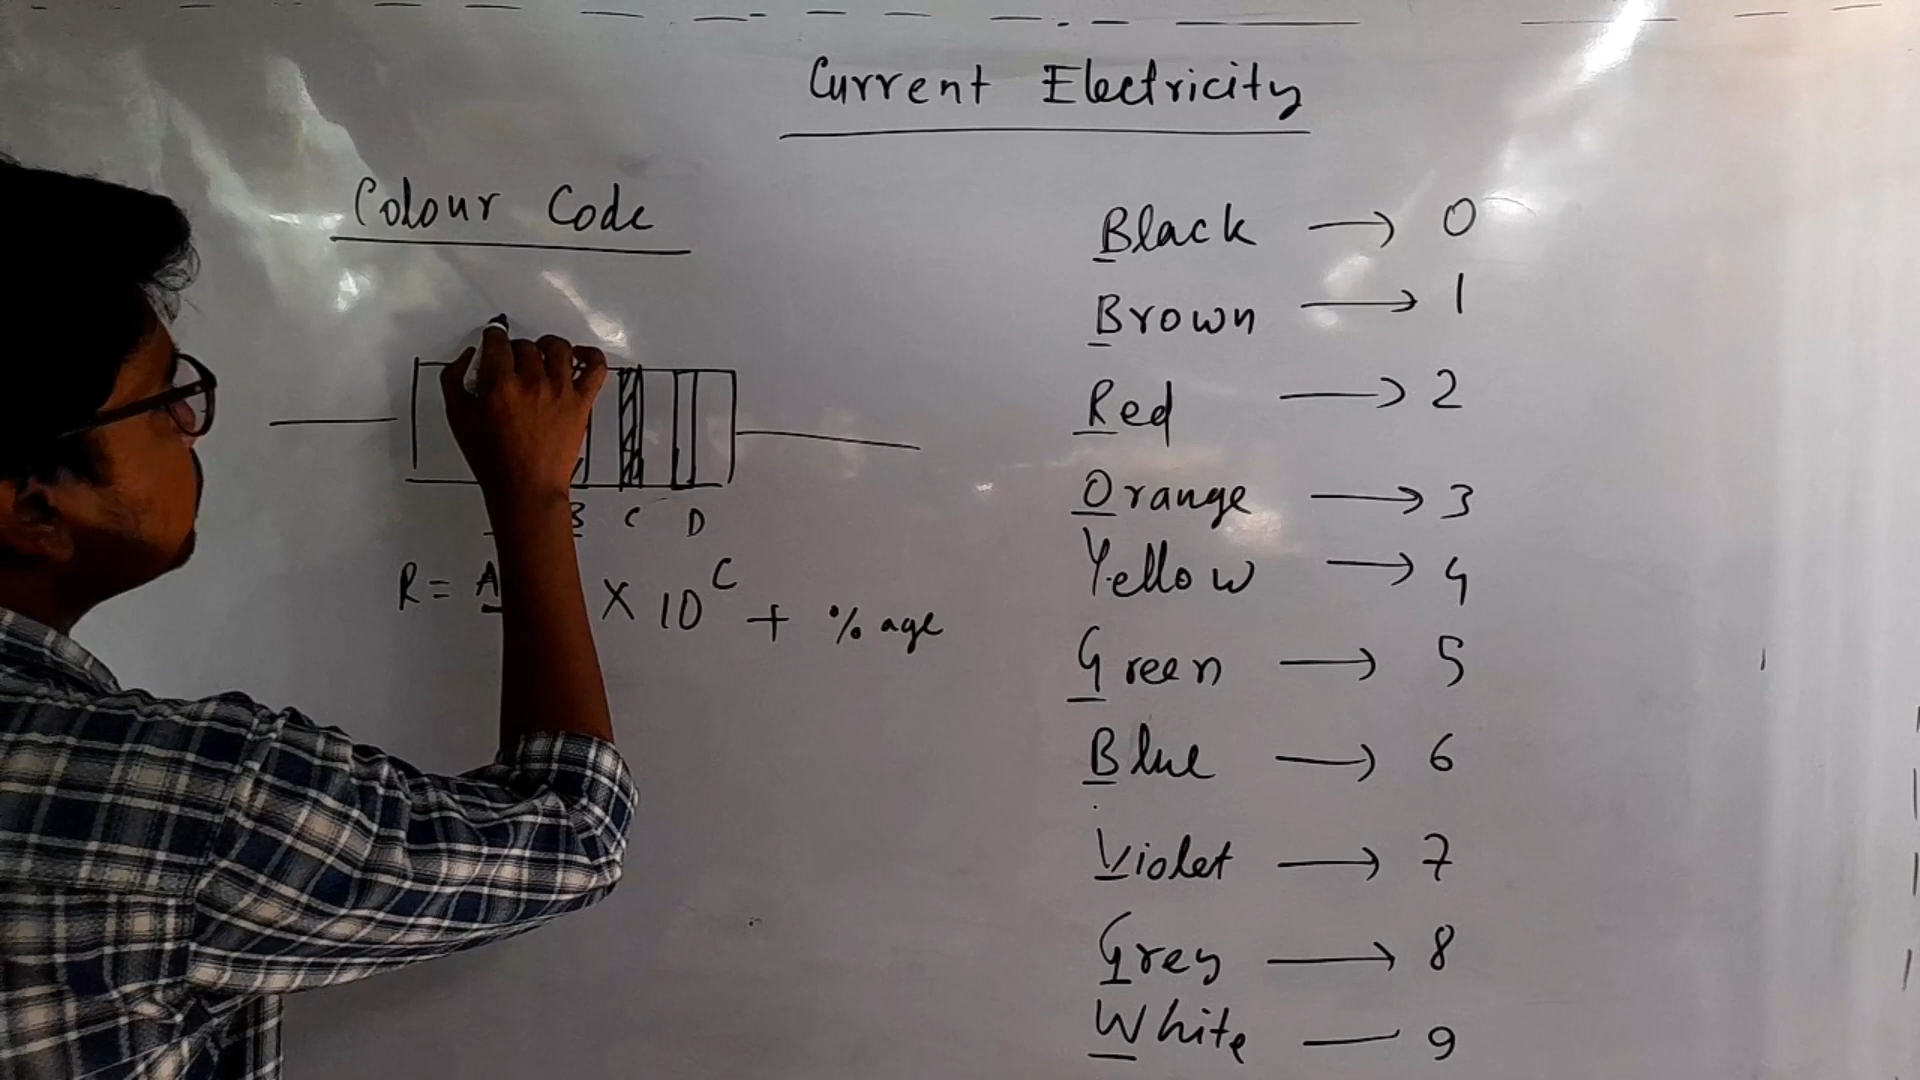 Current Electricity
Colour Code
C D
R = A × 10^C + % age
Black → 0
Brown → 1
Red → 2
Orange → 3
Yellow → 4
Green → 5
Blue → 6
Violet → 7
Grey → 8
White — 9